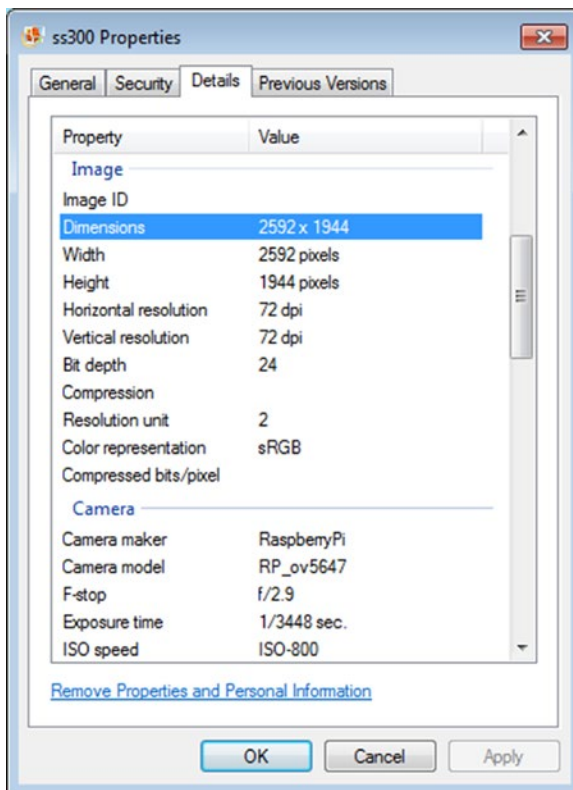 ss300 Properties
General Security Details Previous Versions
Property Value
Image
Image ID
Dimensions 2592 x 1944
Width 2592 pixels
Height 1944 pixels
Horizontal resolution 72 dpi
Vertical resolution 72 dpi
Bit depth 24
Compression
Resolution unit 2
Color representation sRGB
Compressed bits/pixel
Camera
Camera maker RaspberryPi
Camera model RP_ov5647
F-stop f/2.9
Exposure time 1/3448 sec.
ISO speed ISO-800
Remove Properties and Personal Information
OK Cancel Apply